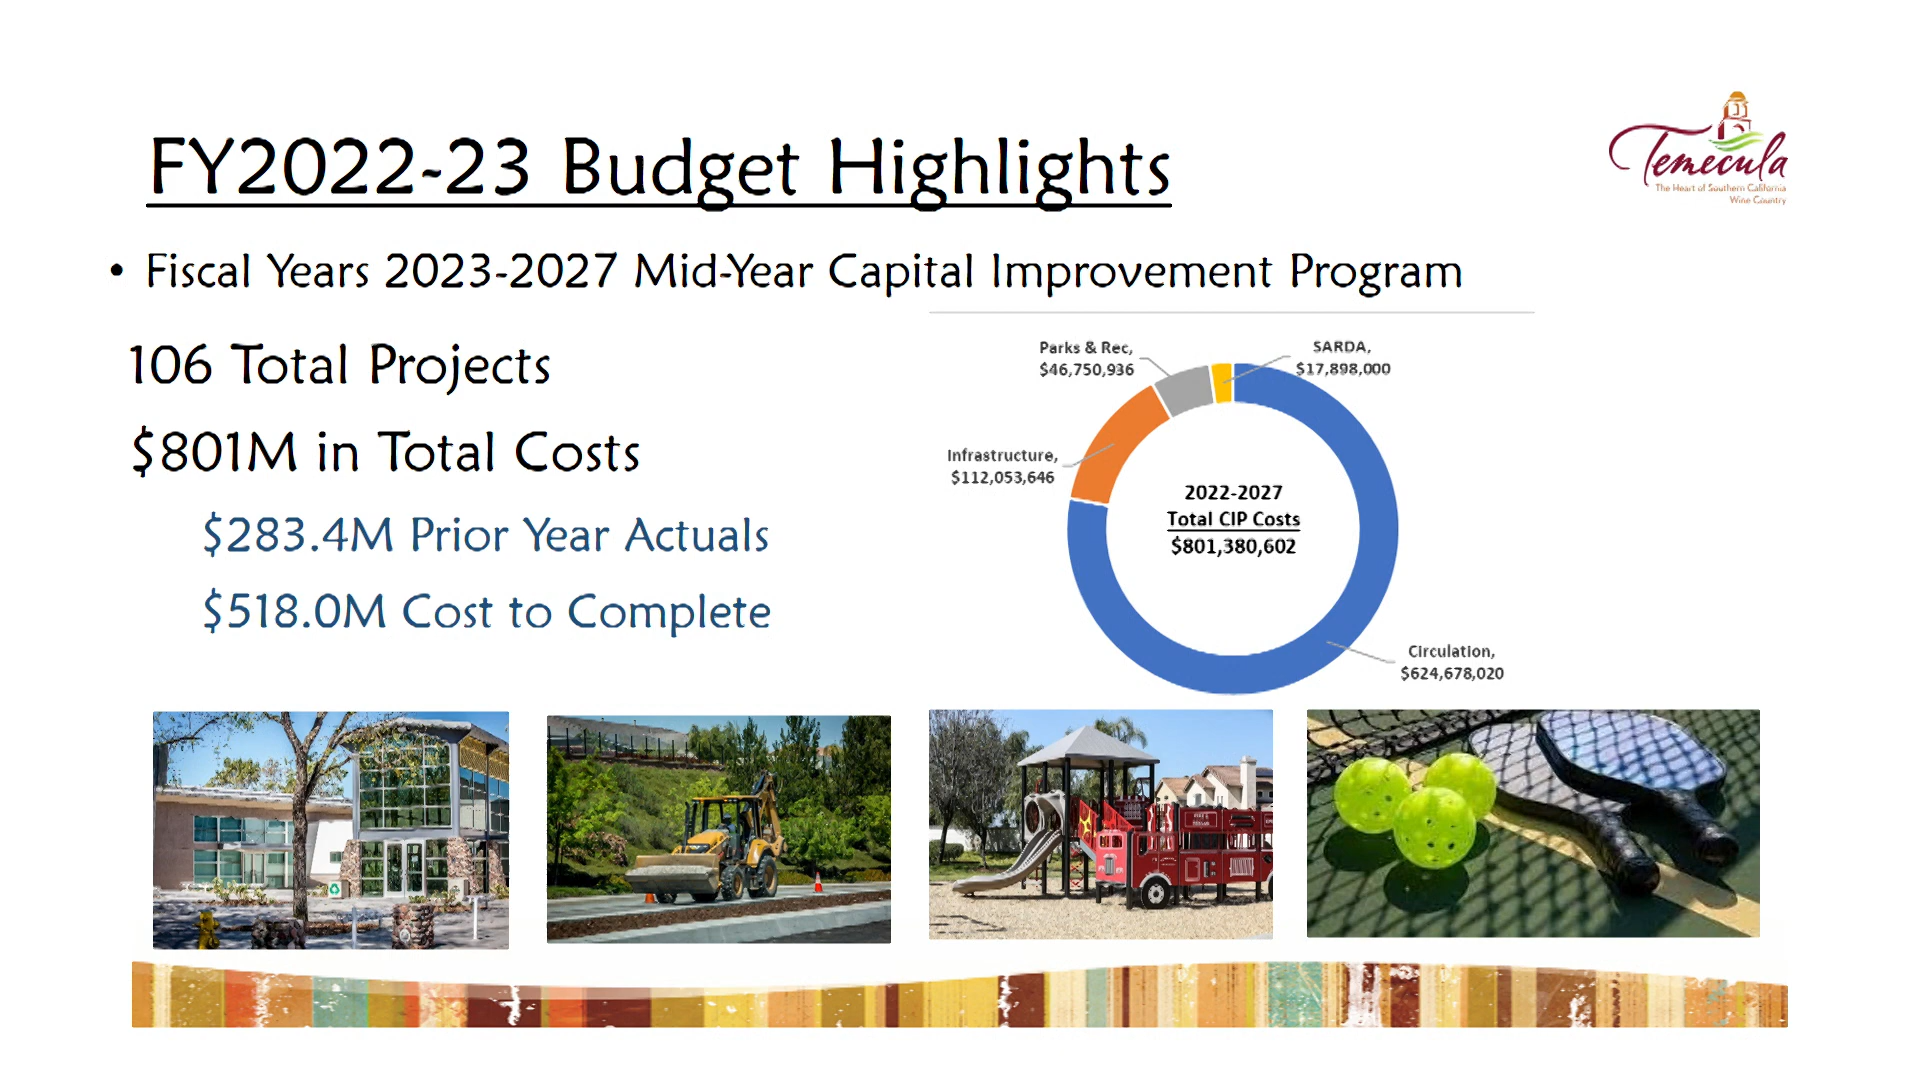 FY2022-23 Budget Highlights
Temecula
The Heart of Southern California
Wine Country
• Fiscal Years 2023-2027 Mid-Year Capital Improvement Program
106 Total Projects
$801M in Total Costs
$283.4M Prior Year Actuals
$518.0M Cost to Complete
Parks & Rec,
$46,750,936
SARDA,
$17,898,000
Infrastructure,
$112,053,646
2022-2027
Total CIP Costs
$801,380,602
Circulation,
$624,678,020